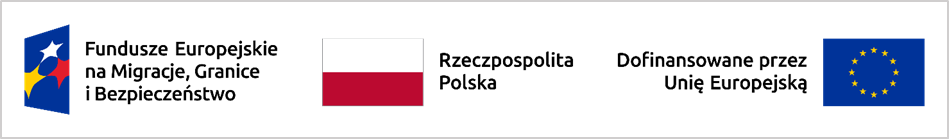 Fundusze Europejskie
na Migracje, Granice
i Bezpieczeństwo
Rzeczpospolita
Polska
Dofinansowane przez
Unię Europejską